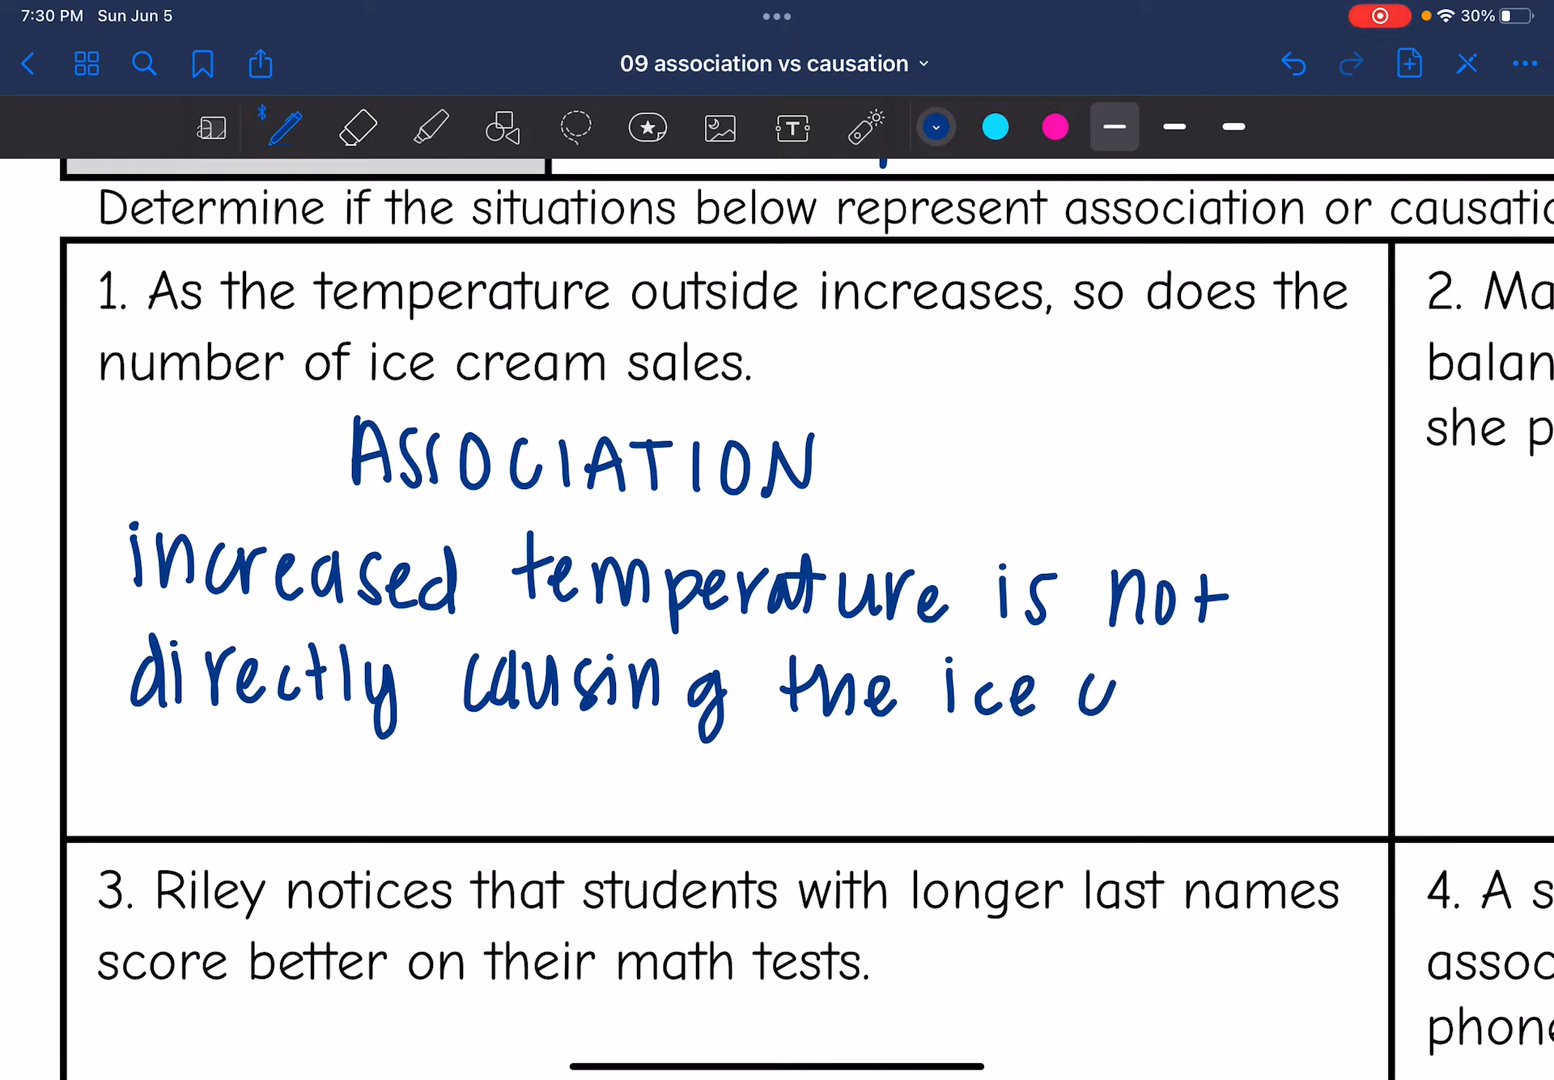 7:30 PM Sun Jun 5
30%
09 association vs causation
T
Determine if the situations below represent association or causatio
1. As the temperature outside increases, so does the
number of ice cream sales.
ASSOCIATION
increased temperature is not
directly causing the ice c
2. Ma
balan
she p
3. Riley notices that students with longer last names
score better on their math tests.
4. A s
assoc
phone